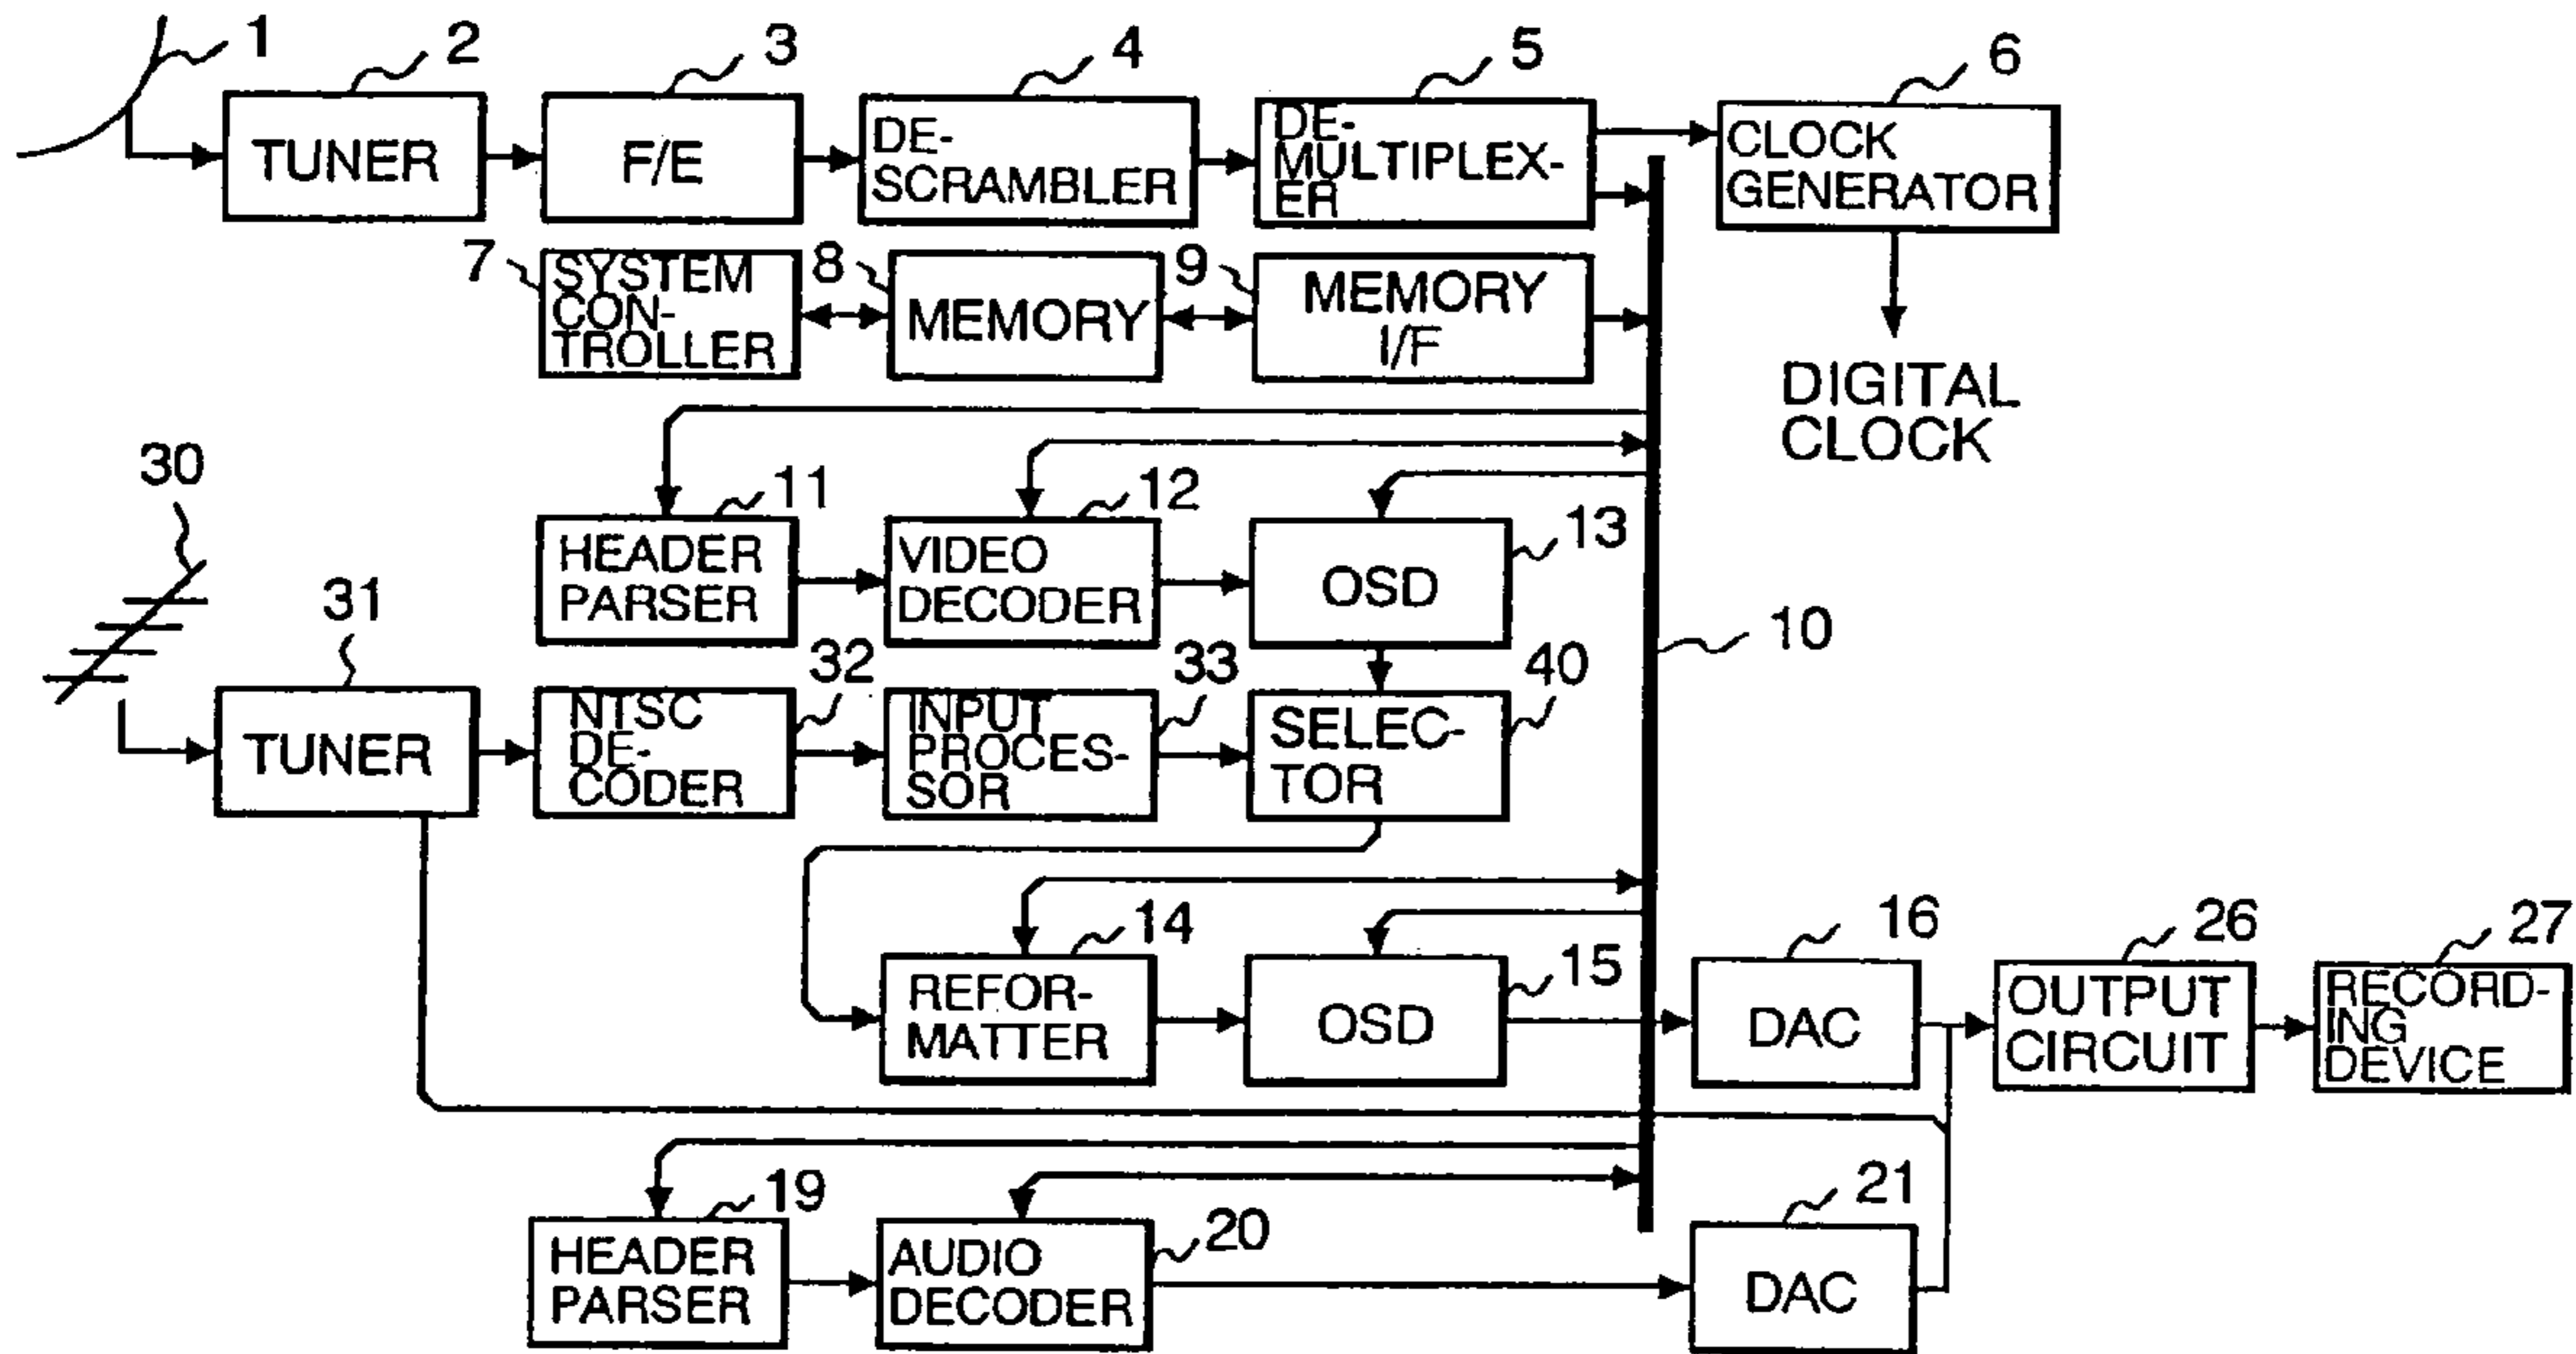 1
2
3
4
5
6
TUNER
F/E
DE-
SCRAMBLER
DE-
MULTIPLEX-
ER
CLOCK
GENERATOR
7
SYSTEM
CON-
TROLLER
8
MEMORY
9
MEMORY
I/F
DIGITAL
CLOCK
30
11
12
13
HEADER
PARSER
VIDEO
DECODER
OSD
10
31
32
33
40
TUNER
NTSC
DE-
CODER
INPUT
PROCES-
SOR
SELEC-
TOR
14
15
16
26
27
REFOR-
MATTER
OSD
DAC
OUTPUT
CIRCUIT
RECORD-
ING
DEVICE
19
20
21
HEADER
PARSER
AUDIO
DECODER
DAC